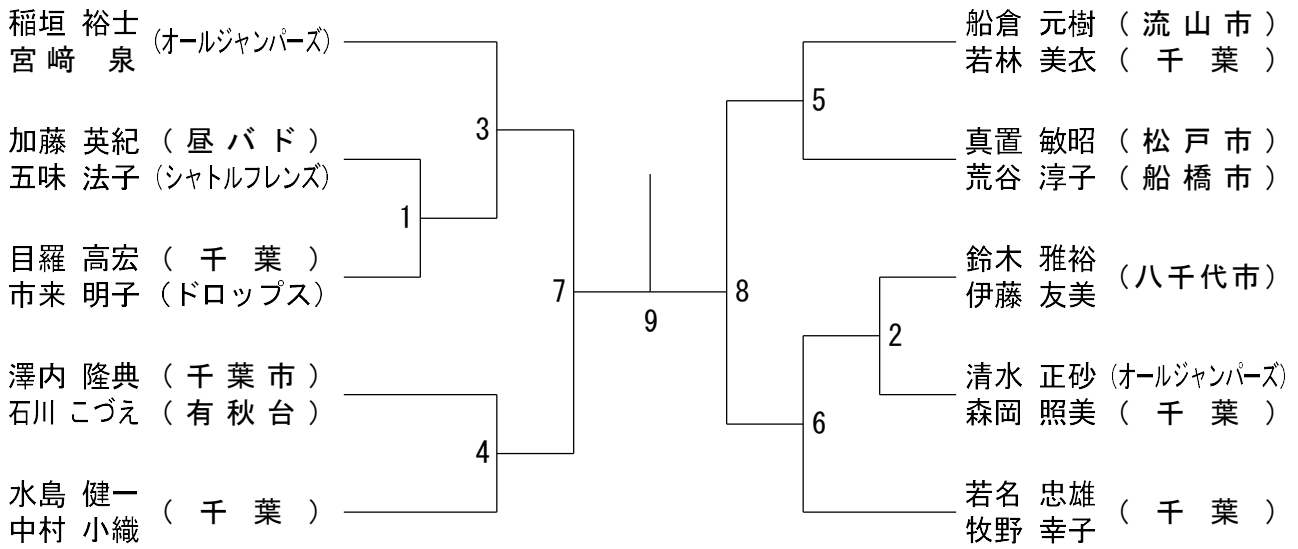 稲垣 裕士 (オールジャンパーズ)
宮﨑 泉
加藤 英紀 ( 昼 バ ド )
五味 法子 (シャトルフレンズ)
目羅 高宏 ( 千 葉 )
市来 明子 (ドロップス)
澤内 隆典 ( 千 葉 市 )
石川 こづえ ( 有 秋 台 )
水島 健一 ( 千 葉 )
中村 小織
3
1
7
4
9
船倉 元樹 ( 流 山 市 )
若林 美衣 ( 千 葉 )
真置 敏昭 ( 松 戸 市 )
荒谷 淳子 ( 船 橋 市 )
鈴木 雅裕 (八千代市)
伊藤 友美
清水 正砂 (オールジャンパーズ)
森岡 照美 ( 千 葉 )
若名 忠雄 ( 千 葉 )
牧野 幸子
5
8
2
6